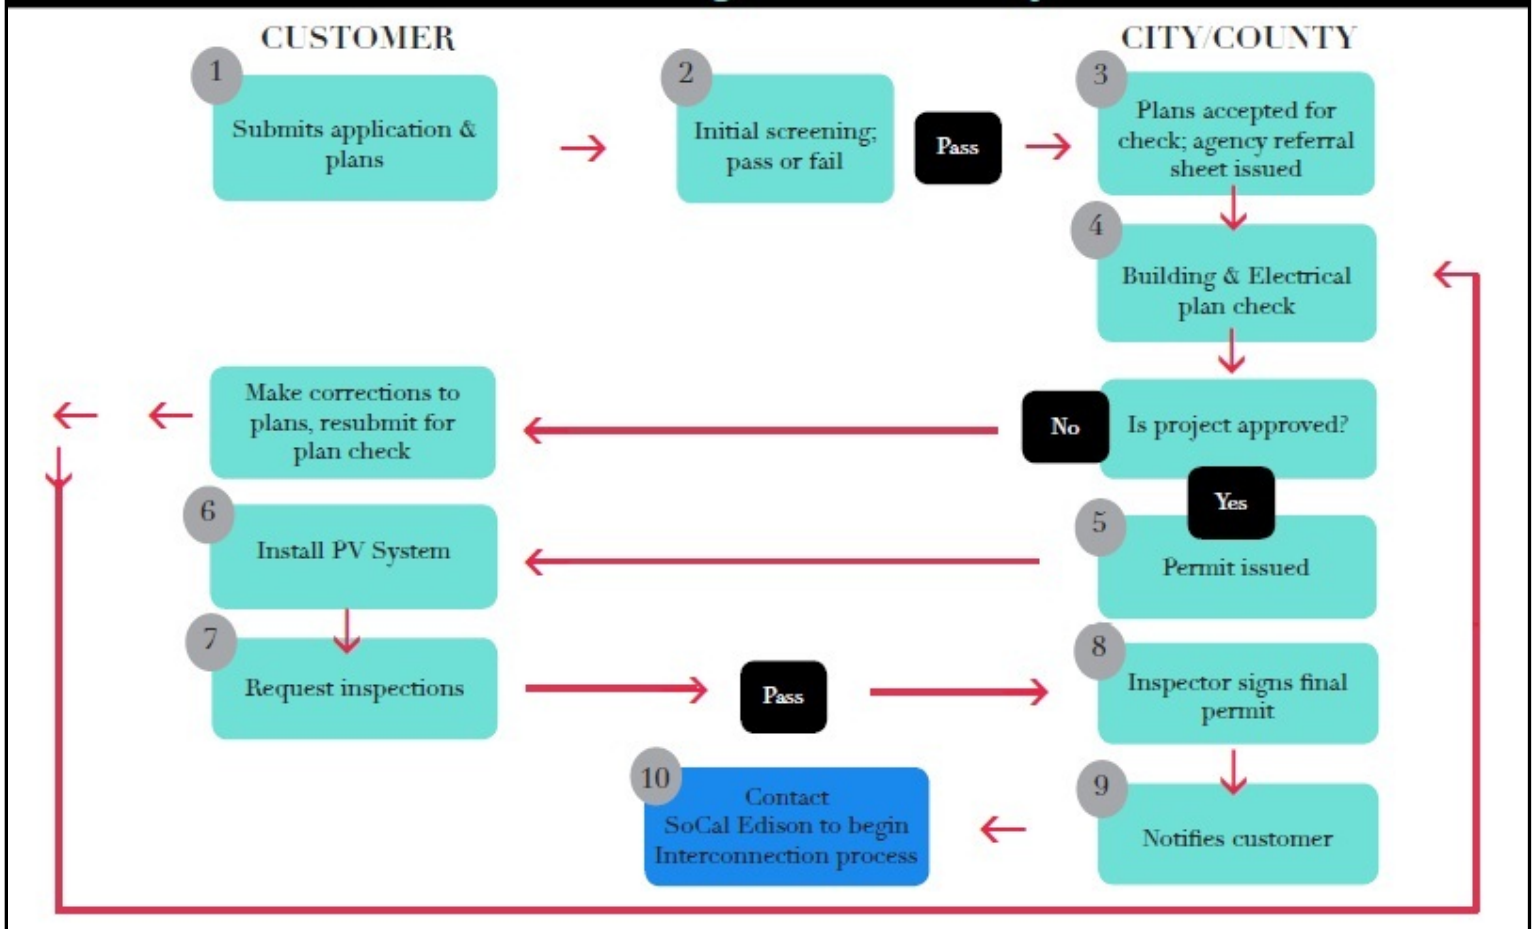 CUSTOMER
CITY/COUNTY
1
Submits application &
plans
2
Initial screening;
pass or fail
Pass
3
Plans accepted for
check; agency referral
sheet issued
4
Building & Electrical
plan check
Is project approved?
No
Make corrections to
plans, resubmit for
plan check
Yes
5
Permit issued
6
Install PV System
7
Request inspections
Pass
8
Inspector signs final
permit
9
Notifies customer
10
Contact
SoCal Edison to begin
Interconnection process